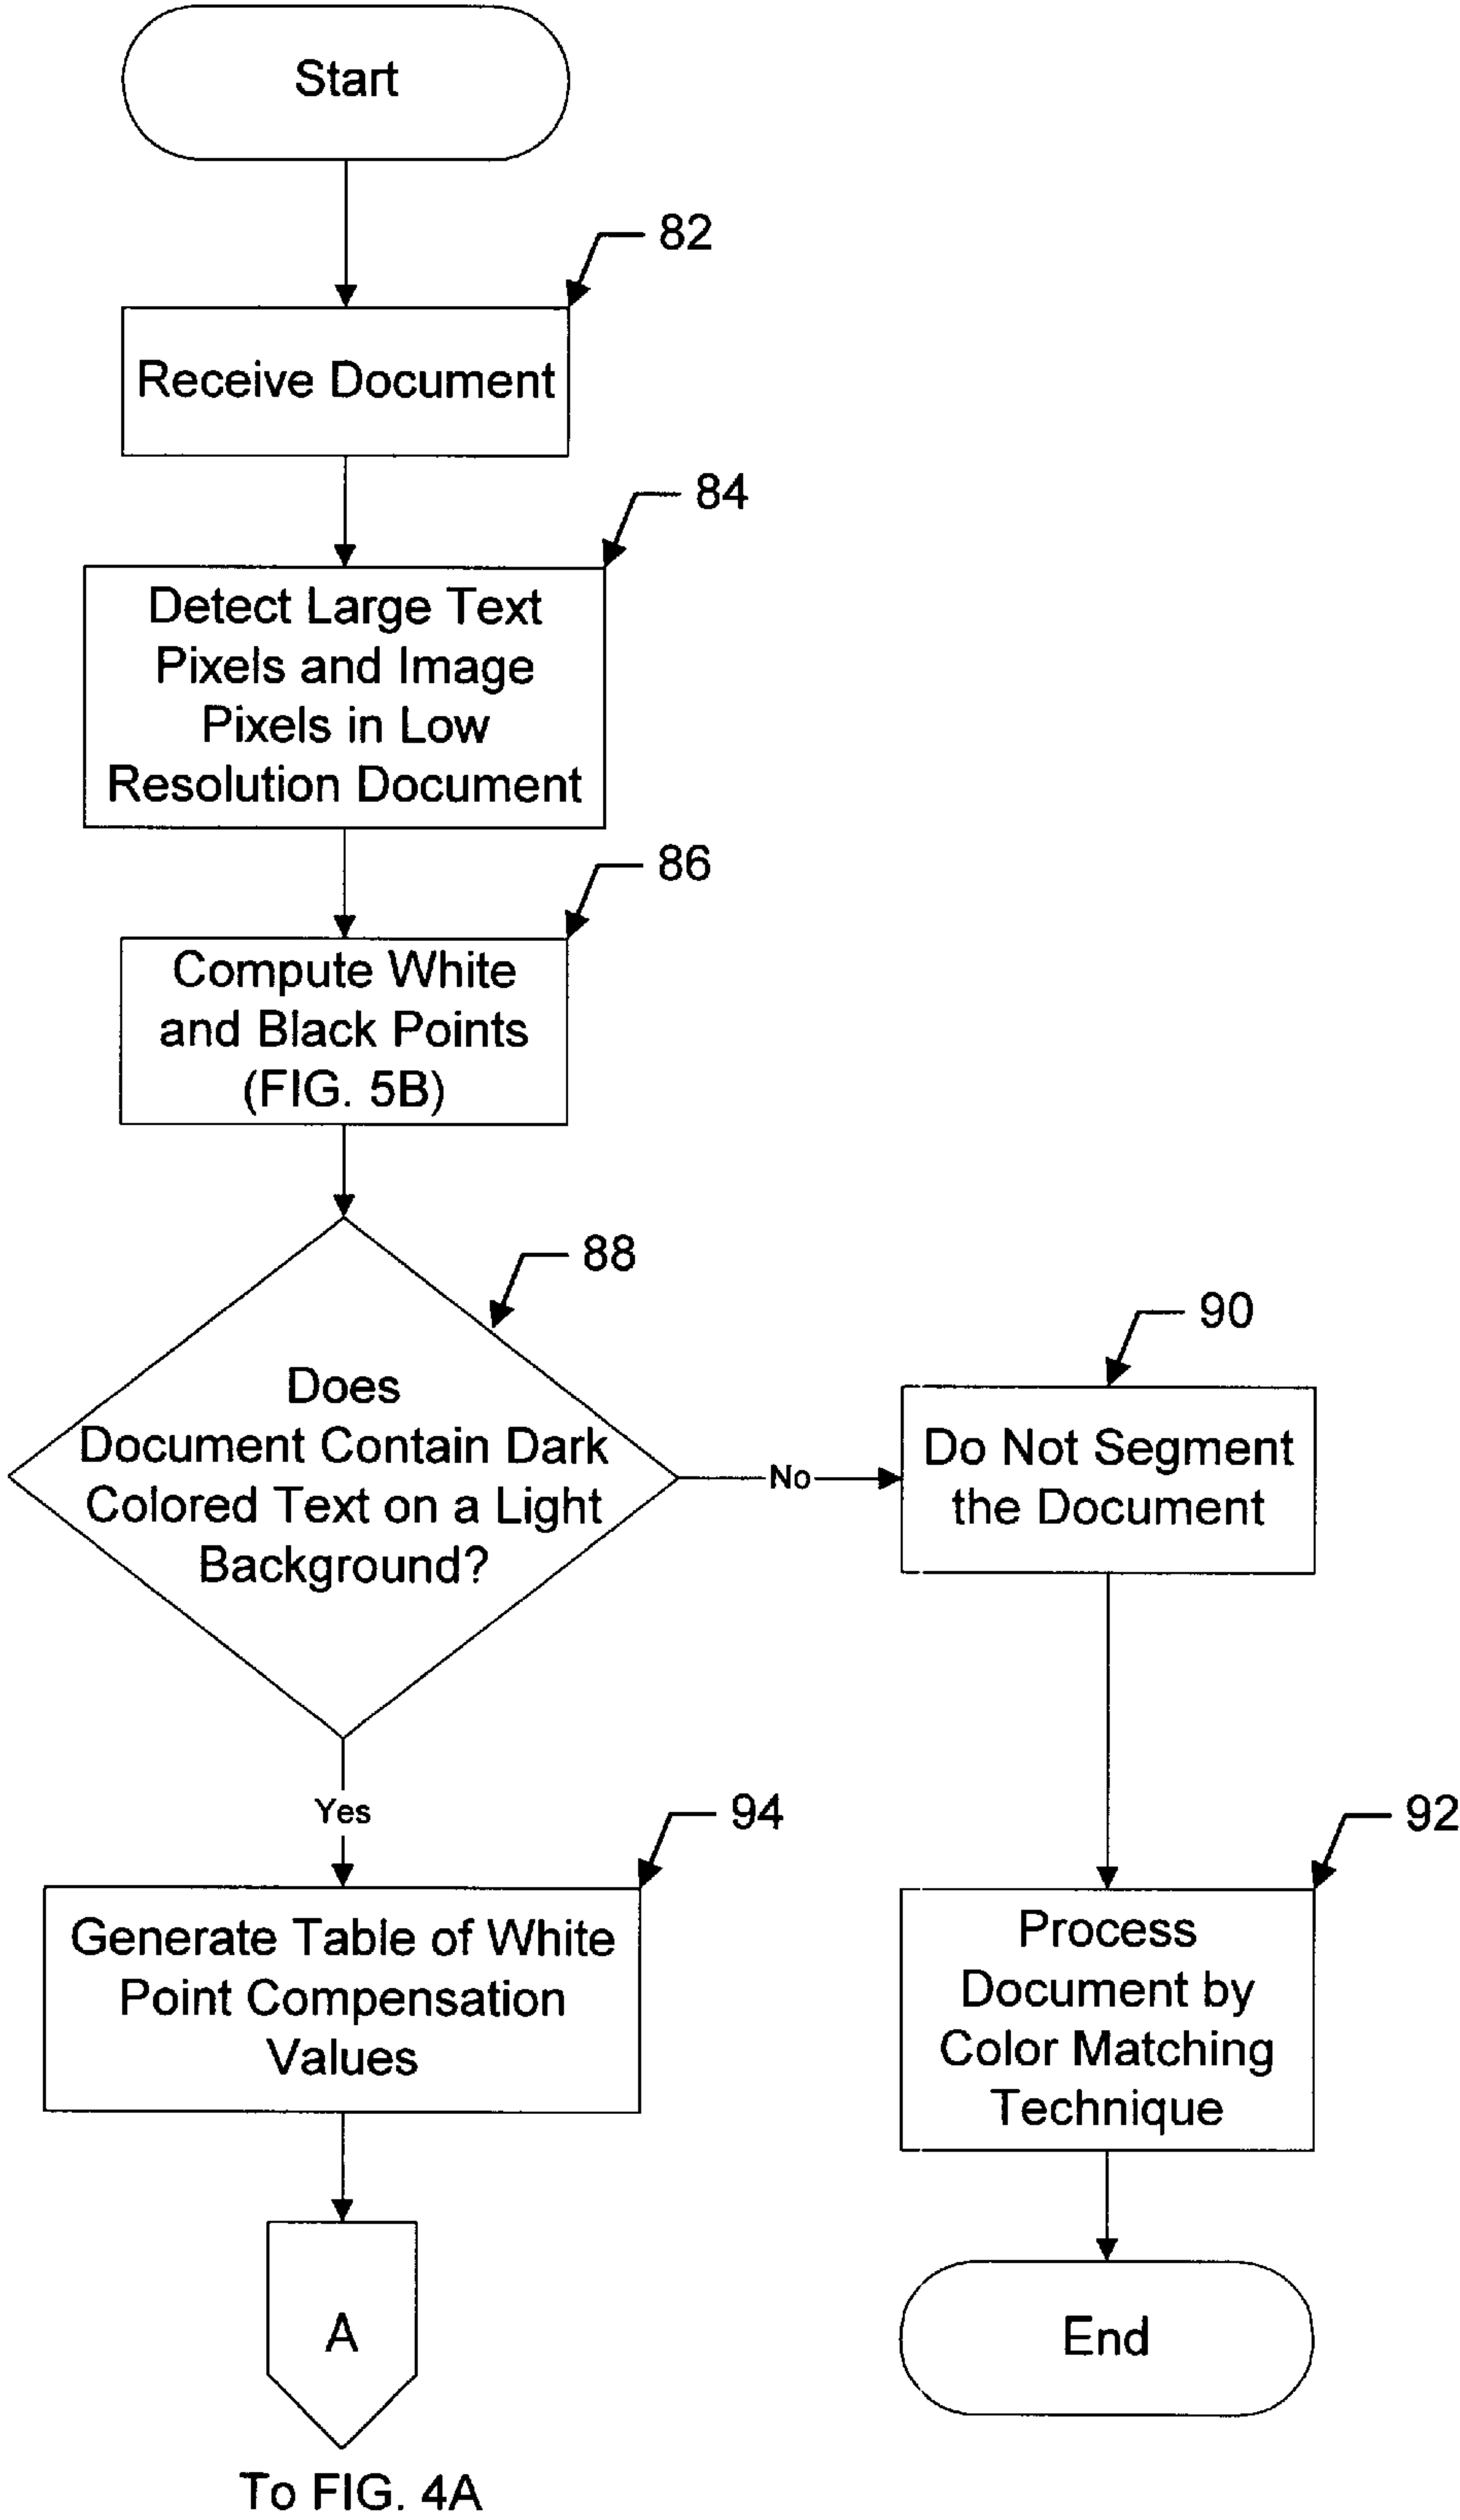 Start
82
Receive Document
84
Detect Large Text
Pixels and Image
Pixels in Low
Resolution Document
86
Compute White
and Black Points
(FIG. 5B)
88
Does
Document Contain Dark
Colored Text on a Light
Background?
No
90
Do Not Segment
the Document
Yes
94
Generate Table of White
Point Compensation
Values
92
Process
Document by
Color Matching
Technique
A
End
To FIG. 4A